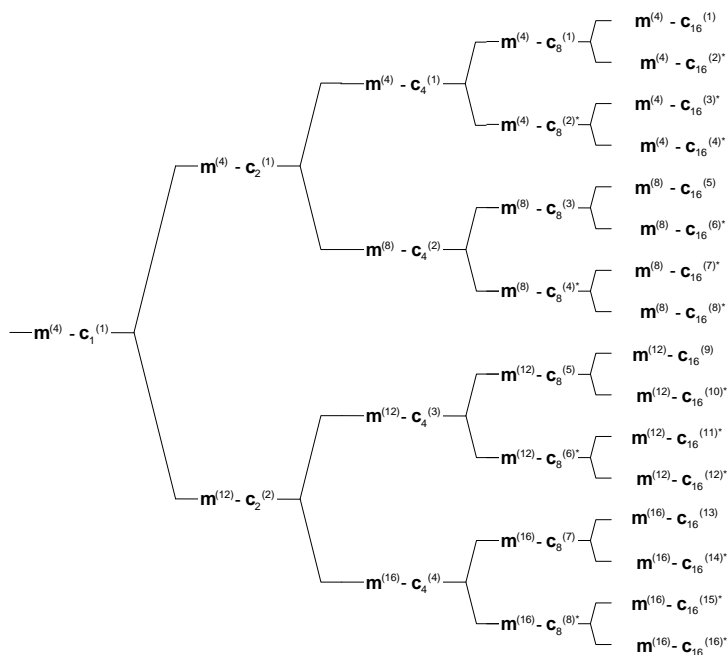 m(4) - c16(1)
m(4) - c8(1)
m(4) - c16(2)*
m(4) - c4(1)
m(4) - c16(3)*
m(4) - c8(2)*
m(4) - c16(4)*
m(4) - c2(1)
m(8) - c16(5)
m(8) - c8(3)
m(8) - c16(6)*
m(8) - c4(2)
m(8) - c16(7)*
m(8) - c8(4)*
m(8) - c16(8)*
m(4) - c1(1)
m(12) - c16(9)
m(12) - c8(5)
m(12) - c16(10)*
m(12) - c4(3)
m(12) - c16(11)*
m(12) - c8(6)*
m(12) - c16(12)*
m(12) - c2(2)
m(16) - c16(13)
m(16) - c8(7)
m(16) - c16(14)*
m(16) - c4(4)
m(16) - c16(15)*
m(16) - c8(8)*
m(16) - c16(16)*